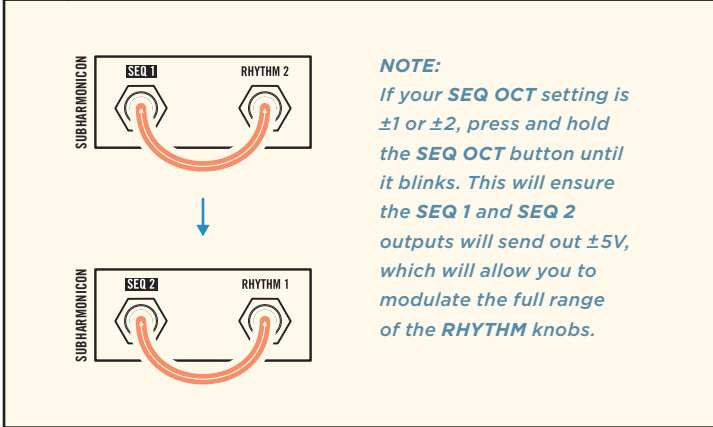 SUBHARMONICON
SEQ 1
RHYTHM 2
SUBHARMONICON
SEQ 2
RHYTHM 1
NOTE:
If your SEQ OCT setting is
±1 or ±2, press and hold
the SEQ OCT button until
it blinks. This will ensure
the SEQ 1 and SEQ 2
outputs will send out ±5V,
which will allow you to
modulate the full range
of the RHYTHM knobs.